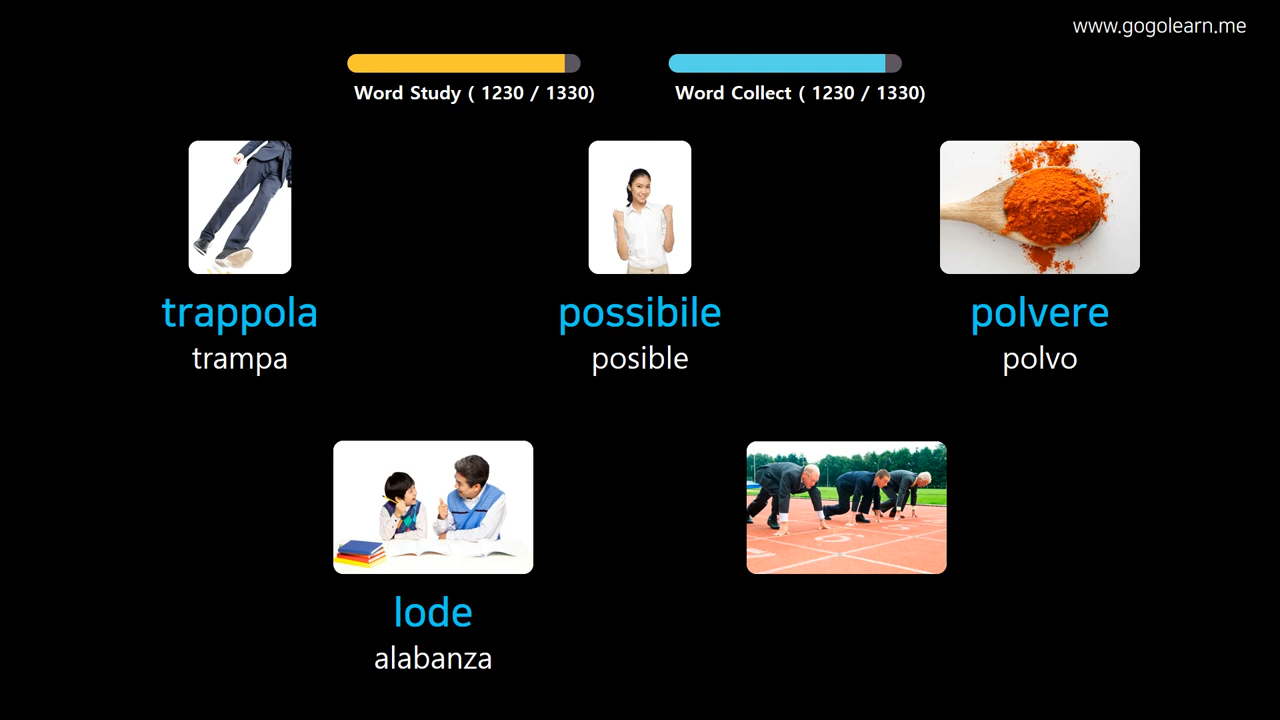 www.gogolearn.me
Word Study ( 1230 / 1330)
Word Collect ( 1230 / 1330)
trappola
trampa
possibile
posible
polvere
polvo
lode
alabanza